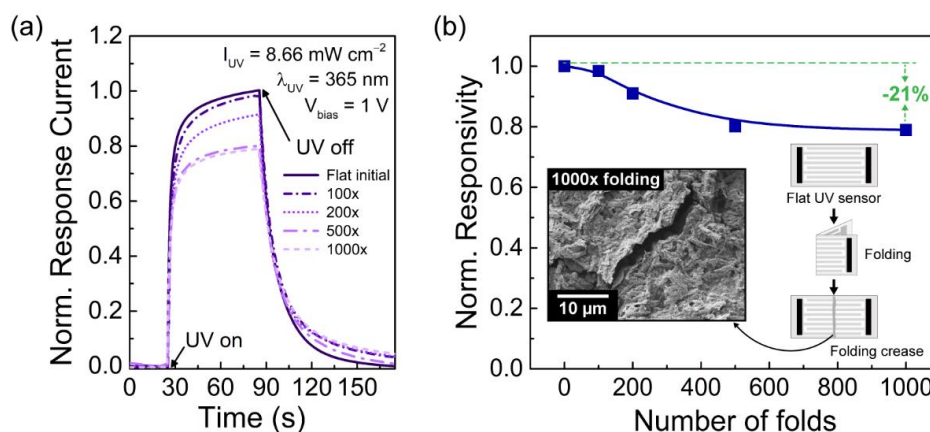 (a)
Norm. Response Current
1.2
1.0
0.8
0.6
0.4
0.2
0.0
I_UV = 8.66 mW cm⁻²
λ_UV = 365 nm
V_bias = 1 V
UV off
Flat initial
100x
200x
500x
1000x
UV on
0 30 60 90 120 150
Time (s)
(b)
Norm. Responsivity
1.0
0.8
0.6
0.4
0.8
1.0
-21%
1000x folding
10 µm
Flat UV sensor
Folding
Folding crease
0 200 400 600 800 1000
Number of folds